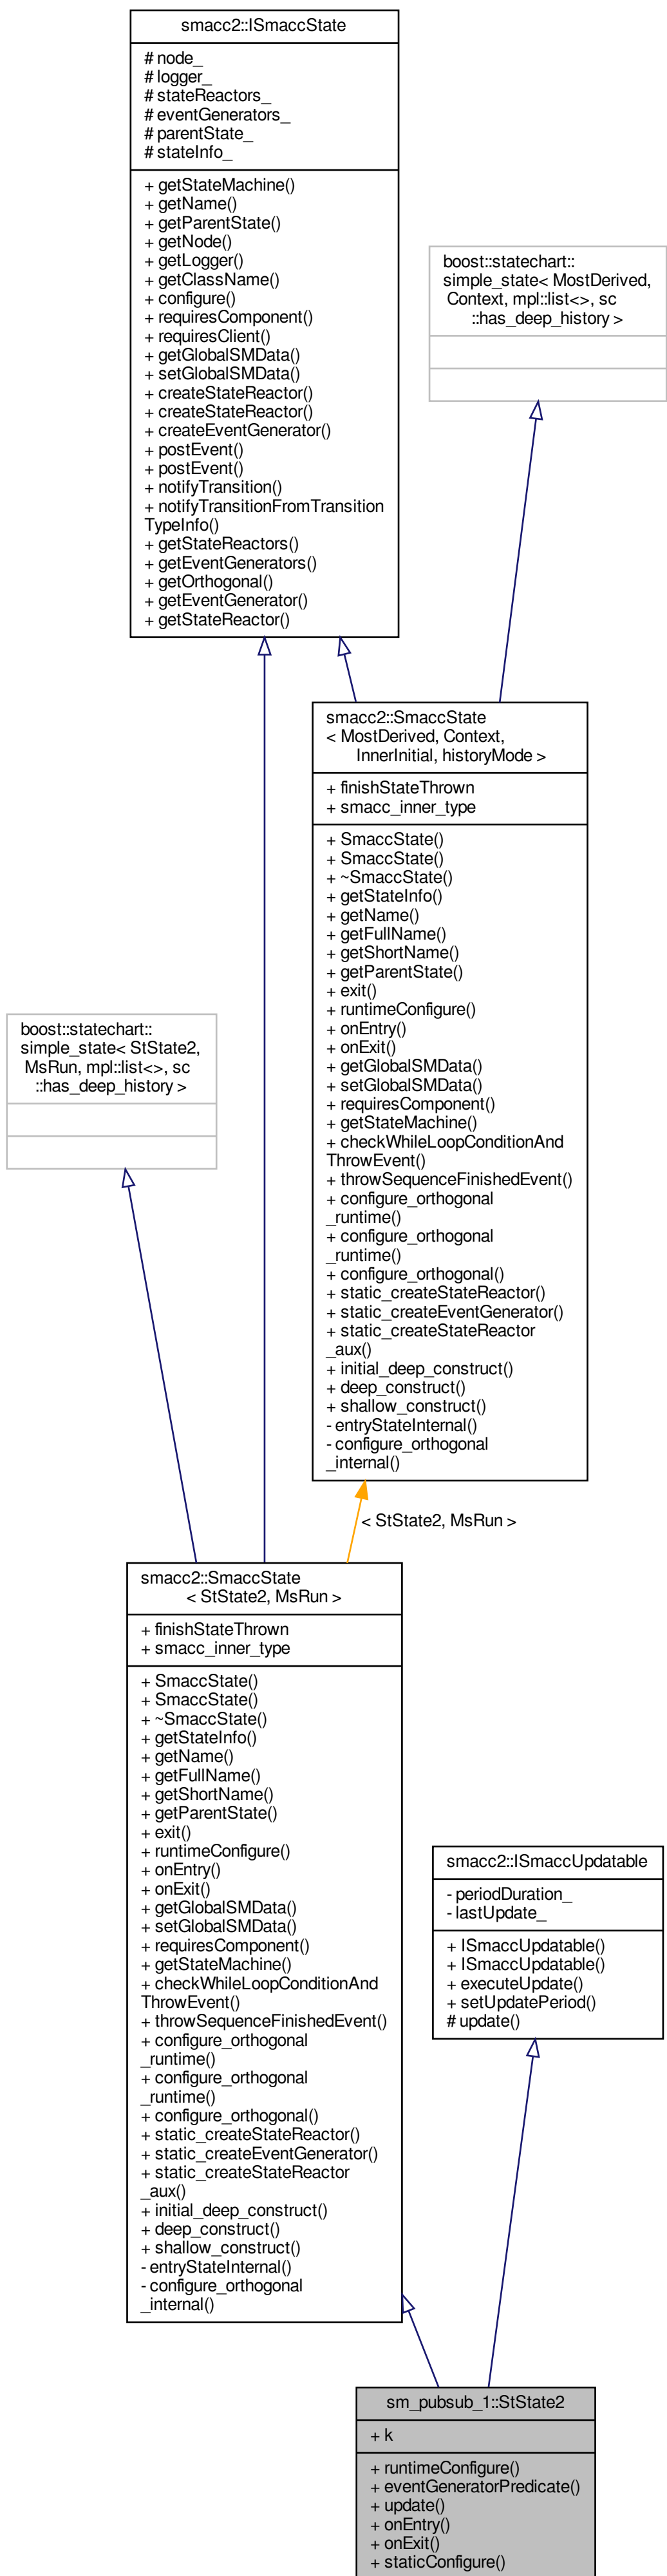 smacc2::ISmaccState
# node_
# logger_
# stateReactors_
# eventGenerators_
# parentState_
# stateInfo_
+ getStateMachine()
+ getName()
+ getParentState()
+ getNode()
+ getLogger()
+ getClassName()
+ configure()
+ requiresComponent()
+ requiresClient()
+ getGlobalSMData()
+ setGlobalSMData()
+ createStateReactor()
+ createStateReactor()
+ createEventGenerator()
+ postEvent()
+ postEvent()
+ notifyTransition()
+ notifyTransitionFromTransition
TypeInfo()
+ getStateReactors()
+ getEventGenerators()
+ getOrthogonal()
+ getEventGenerator()
+ getStateReactor()
boost::statechart::
simple_state< MostDerived,
Context, mpl::list<>, sc
::has_deep_history >
smacc2::SmaccState
< MostDerived, Context,
InnerInitial, historyMode >
+ finishStateThrown
+ smacc_inner_type
+ SmaccState()
+ SmaccState()
+ ~SmaccState()
+ getStateInfo()
+ getName()
+ getFullName()
+ getShortName()
+ getParentState()
+ exit()
+ runtimeConfigure()
+ onEntry()
+ onExit()
+ getGlobalSMData()
+ setGlobalSMData()
+ requiresComponent()
+ getStateMachine()
+ checkWhileLoopConditionAnd
ThrowEvent()
+ throwSequenceFinishedEvent()
+ configure_orthogonal
_runtime()
+ configure_orthogonal
_runtime()
+ configure_orthogonal()
+ static_createStateReactor()
+ static_createEventGenerator()
+ static_createStateReactor
_aux()
+ initial_deep_construct()
+ deep_construct()
+ shallow_construct()
- entryStateInternal()
- configure_orthogonal
_internal()
boost::statechart::
simple_state< StState2,
MsRun, mpl::list<>, sc
::has_deep_history >
< StState2, MsRun >
smacc2::SmaccState
< StState2, MsRun >
+ finishStateThrown
+ smacc_inner_type
+ SmaccState()
+ SmaccState()
+ ~SmaccState()
+ getStateInfo()
+ getName()
+ getFullName()
+ getShortName()
+ getParentState()
+ exit()
+ runtimeConfigure()
+ onEntry()
+ onExit()
+ getGlobalSMData()
+ setGlobalSMData()
+ requiresComponent()
+ getStateMachine()
+ checkWhileLoopConditionAnd
ThrowEvent()
+ throwSequenceFinishedEvent()
+ configure_orthogonal
_runtime()
+ configure_orthogonal
_runtime()
+ configure_orthogonal()
+ static_createStateReactor()
+ static_createEventGenerator()
+ static_createStateReactor
_aux()
+ initial_deep_construct()
+ deep_construct()
+ shallow_construct()
- entryStateInternal()
- configure_orthogonal
_internal()
smacc2::ISmaccUpdatable
- periodDuration_
- lastUpdate_
+ ISmaccUpdatable()
+ ISmaccUpdatable()
+ executeUpdate()
+ setUpdatePeriod()
# update()
sm_pubsub_1::StState2
+ k
+ runtimeConfigure()
+ eventGeneratorPredicate()
+ update()
+ onEntry()
+ onExit()
+ staticConfigure()